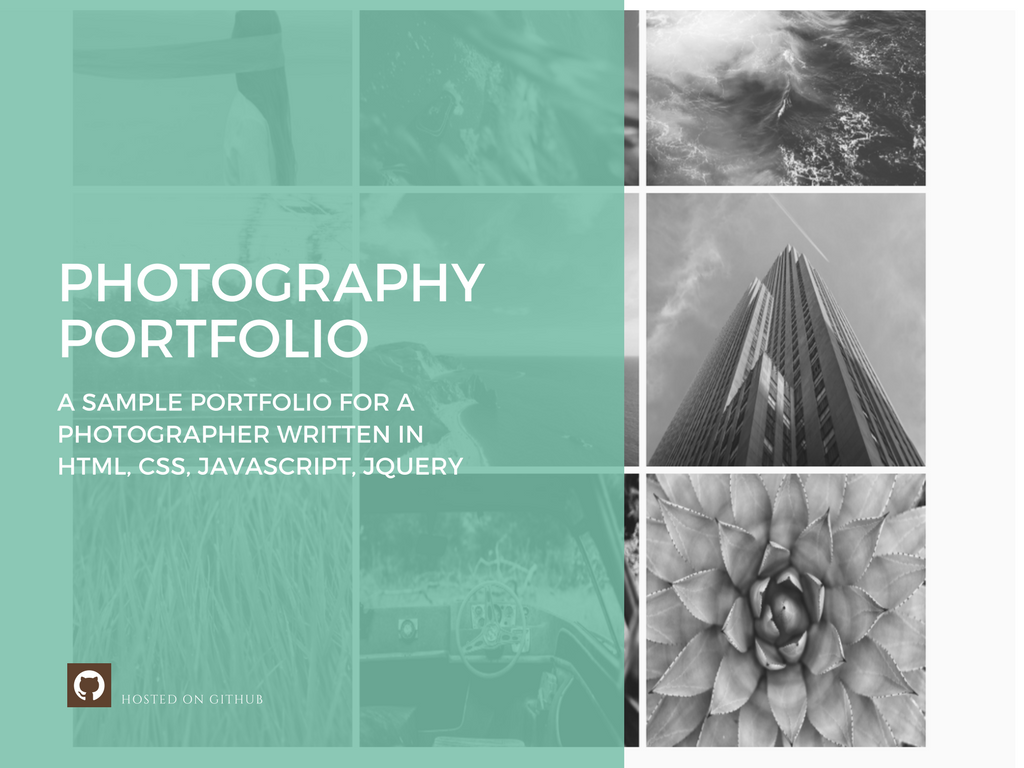 PHOTOGRAPHY
PORTFOLIO
A SAMPLE PORTFOLIO FOR A
PHOTOGRAPHER WRITTEN IN
HTML, CSS, JAVASCRIPT, JQUERY
HOSTED ON GITHUB